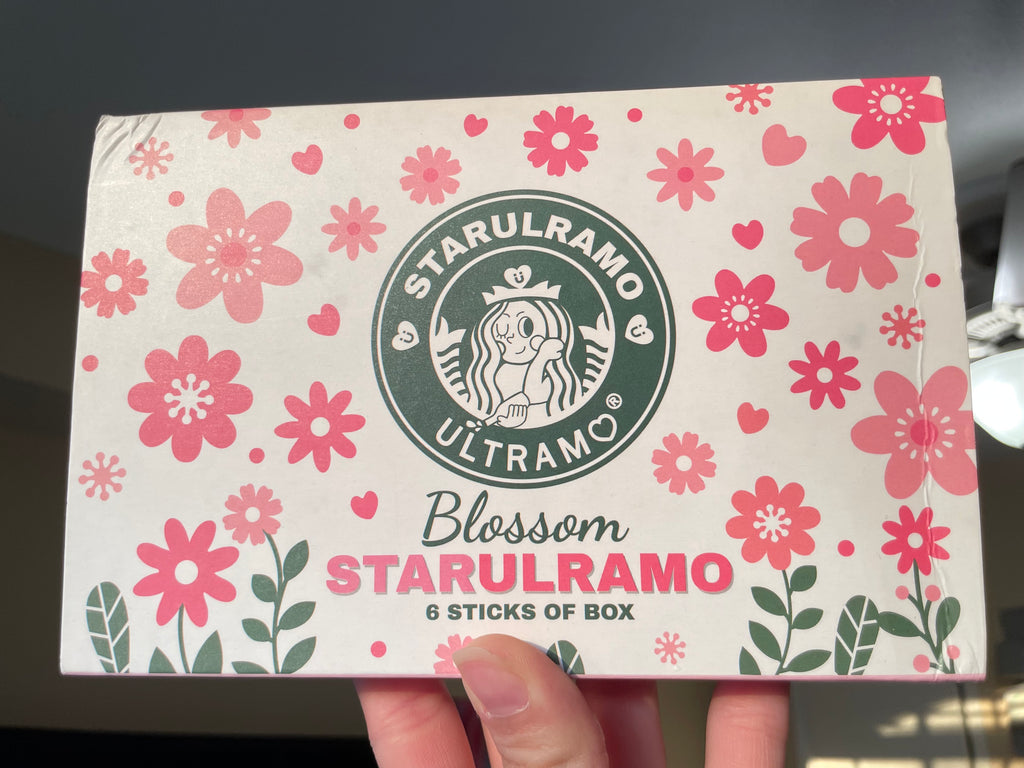 STARULRAMO
ULTRAMO®
Blossom
STARULRAMO
6 STICKS OF BOX